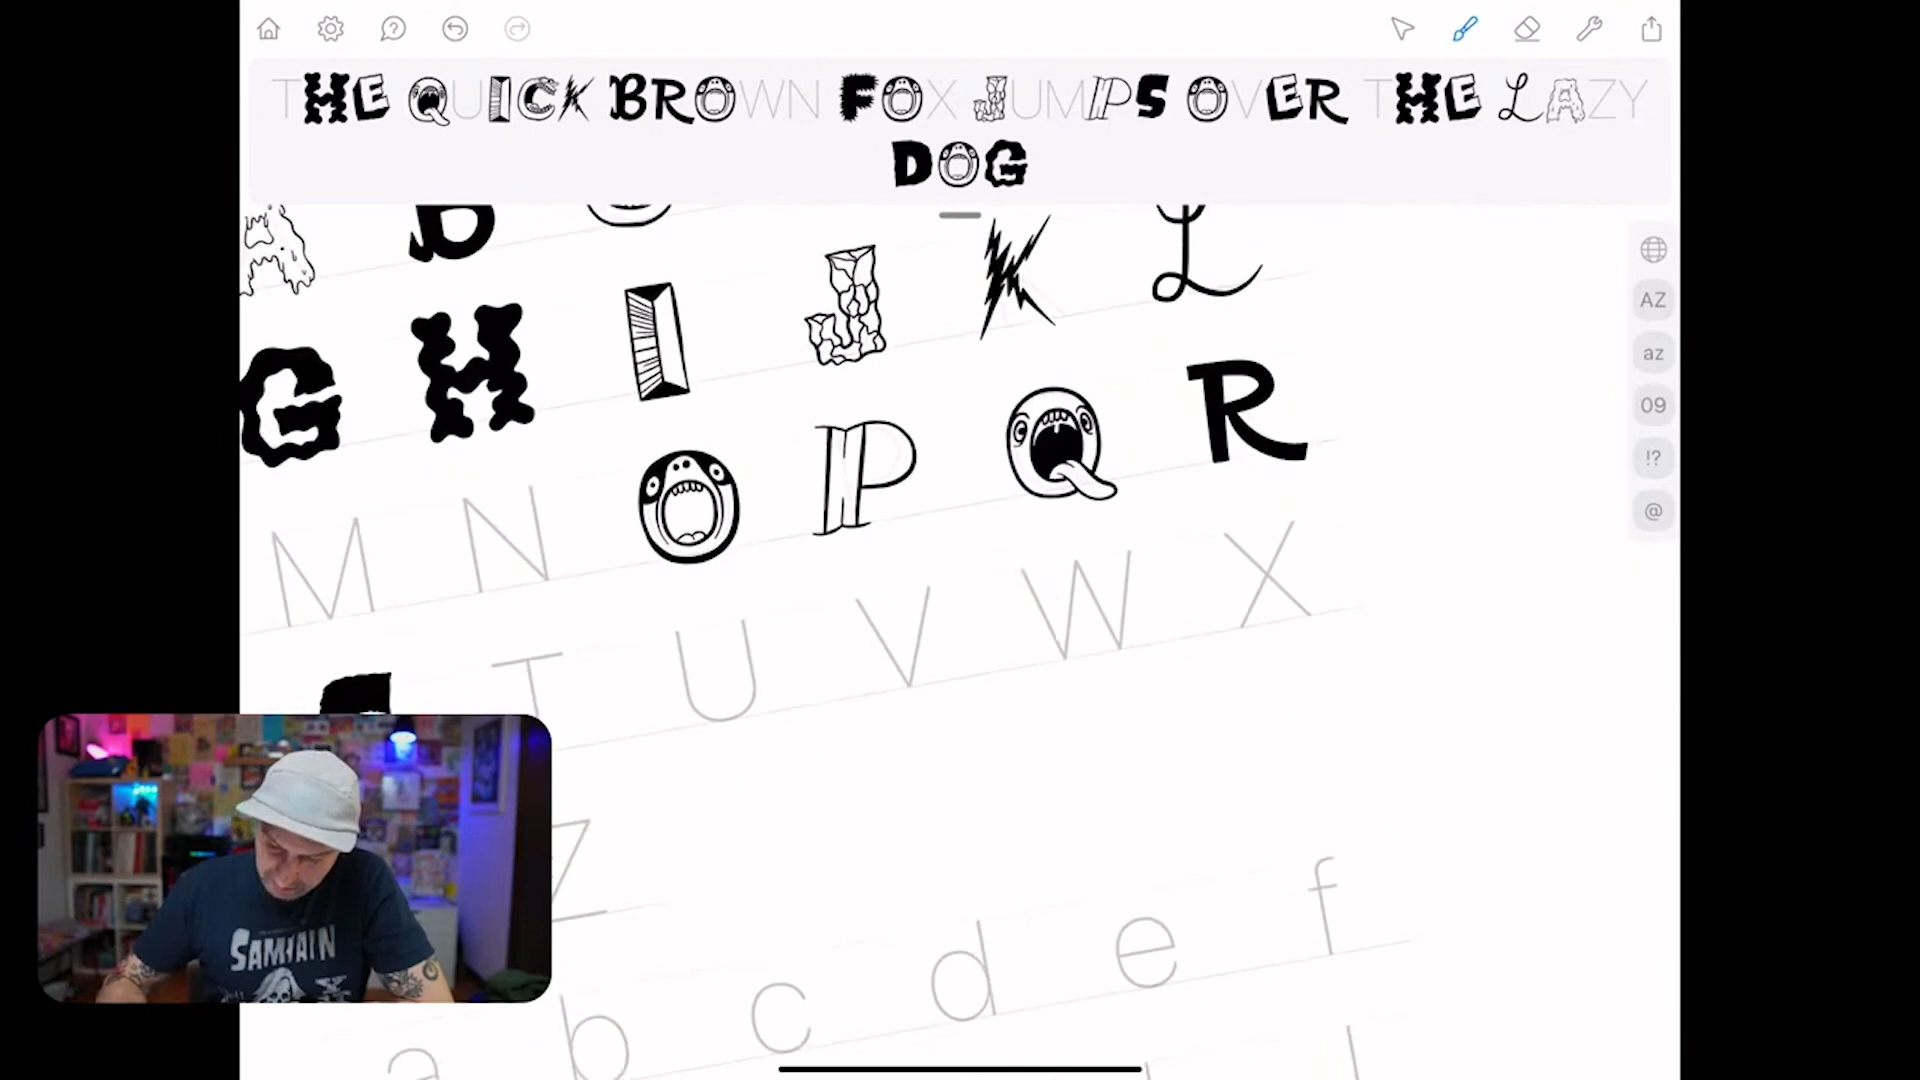 THE QUICK BROWN FOX JUMPS OVER THE LAZY
DOG
A B
G H I J K L
M N O P Q R
T U V W X
Z
a b c d e f
AZ
az
09
!?
@
SAMHAIN